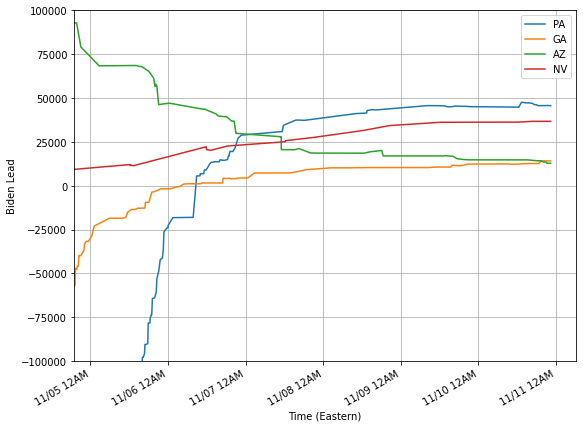 100000
75000
50000
25000
0
−25000
−50000
−75000
−100000
Biden Lead
PA
GA
AZ
NV
11/05 12AM
11/06 12AM
11/07 12AM
11/08 12AM
11/09 12AM
11/10 12AM
11/11 12AM
Time (Eastern)